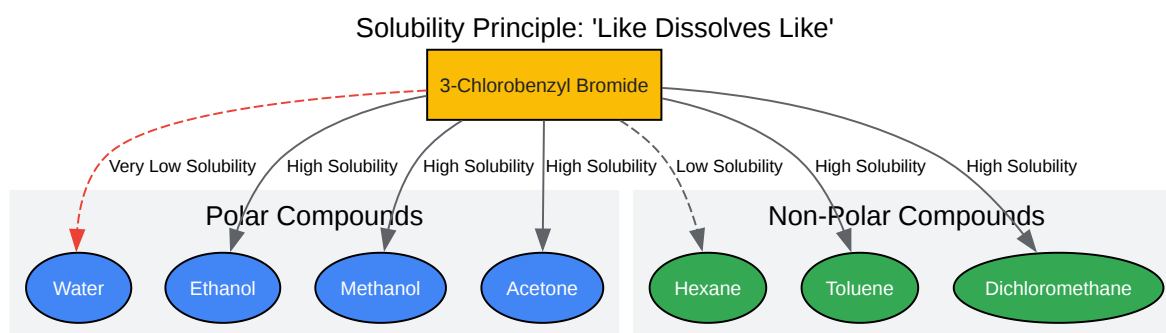 Solubility Principle: 'Like Dissolves Like'
3-Chlorobenzyl Bromide
Very Low Solubility
High Solubility
High Solubility
High Solubility
Low Solubility
High Solubility
High Solubility
Polar Compounds
Non-Polar Compounds
Water
Ethanol
Methanol
Acetone
Hexane
Toluene
Dichloromethane